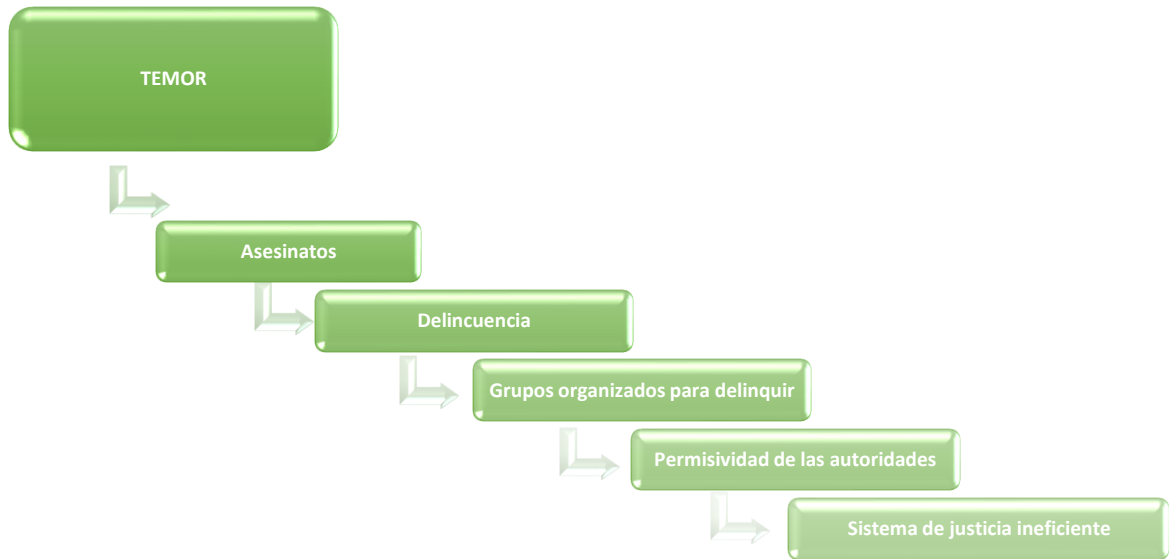 TEMOR
Asesinatos
Delincuencia
Grupos organizados para delinquir
Permisividad de las autoridades
Sistema de justicia ineficiente